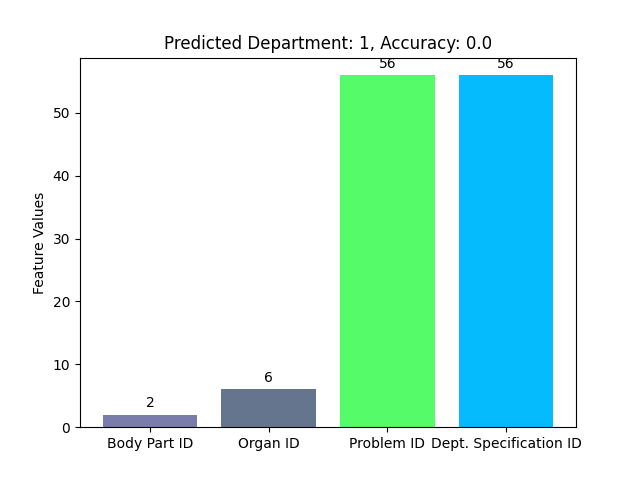 Predicted Department: 1, Accuracy: 0.0
Feature Values
50
40
30
20
10
0
2
6
56
56
Body Part ID
Organ ID
Problem ID
Dept. Specification ID